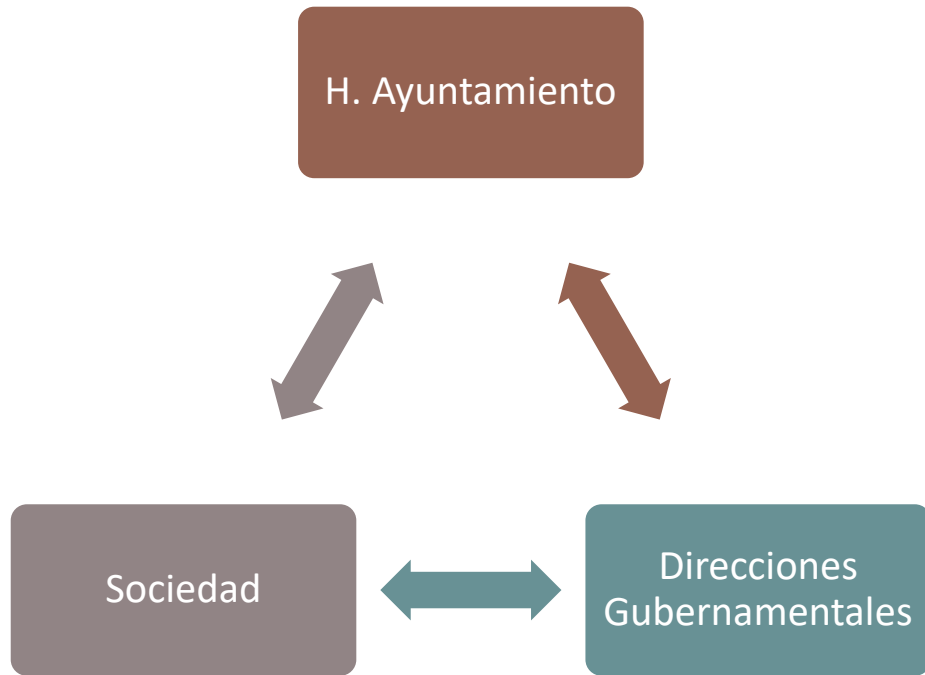 H. Ayuntamiento
Sociedad
Direcciones
Gubernamentales